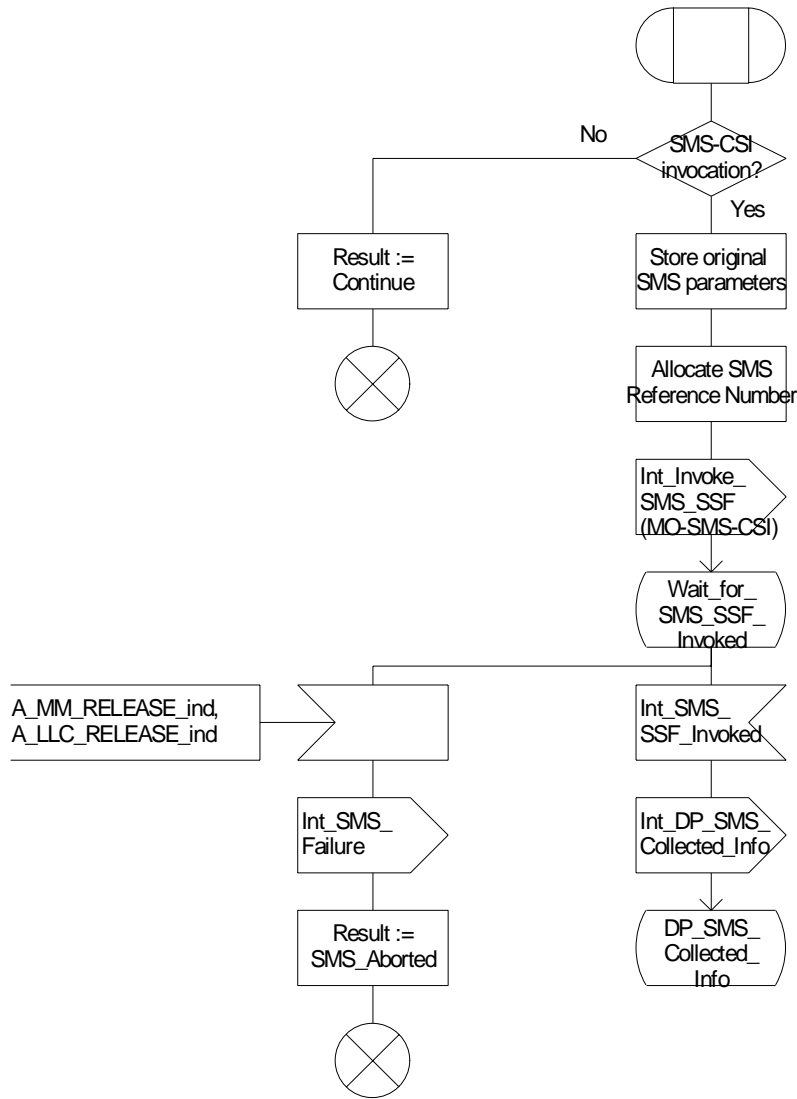 No
SMS-CSI
invocation?
Yes
Result :=
Continue
Store original
SMS parameters
Allocate SMS
Reference Number
Int_Invoke_
SMS_SSF
(MO-SMS-CSI)
Wait_for_
SMS_SSF_
Invoked
A_MM_RELEASE_ind,
A_LLC_RELEASE_ind
Int_SMS_
SSF_Invoked
Int_SMS_
Failure
Int_DP_SMS_
Collected_Info
Result :=
SMS_Aborted
DP_SMS_
Collected_
Info